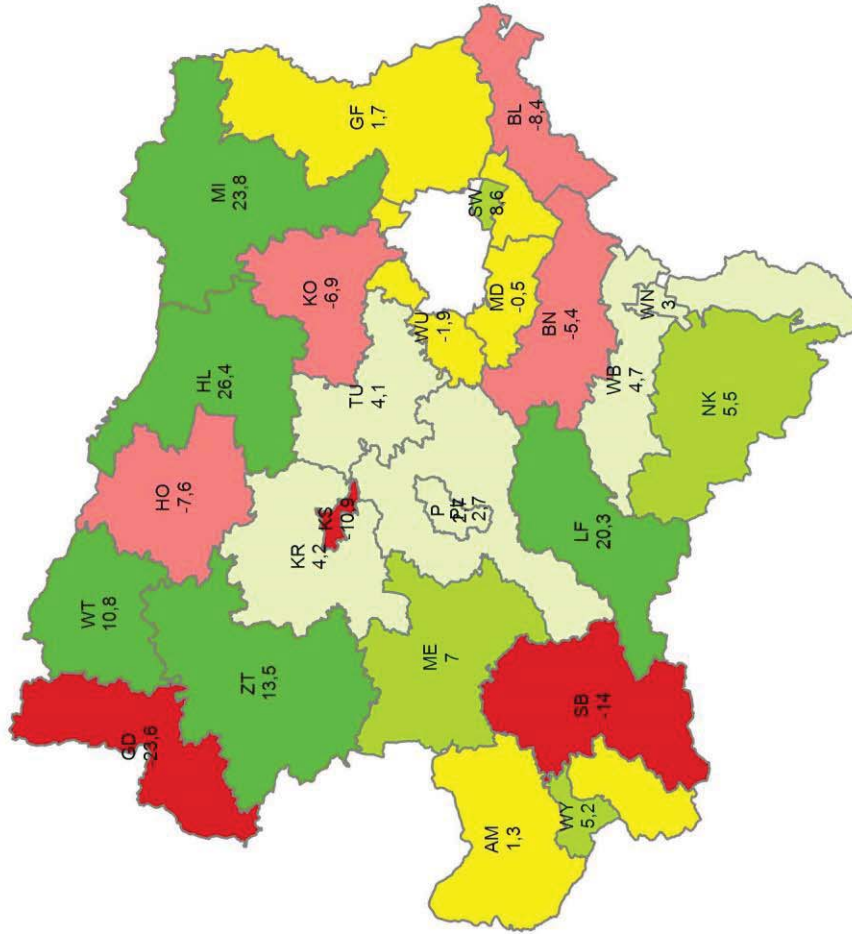 MI
23,8
GF
1,7
BL
-8,4
HL
26,4
KO
-6,9
SW
8,6
HO
-7,6
TU
4,1
WU
-1,9
MD
-0,5
BN
-5,4
WN
3
WT
10,8
KR
4,2
KS
-10,9
P
2,7
WB
4,7
NK
5,5
GD
23,6
ZT
13,5
ME
7
LF
20,3
SB
-14
AM
1,3
WY
5,2